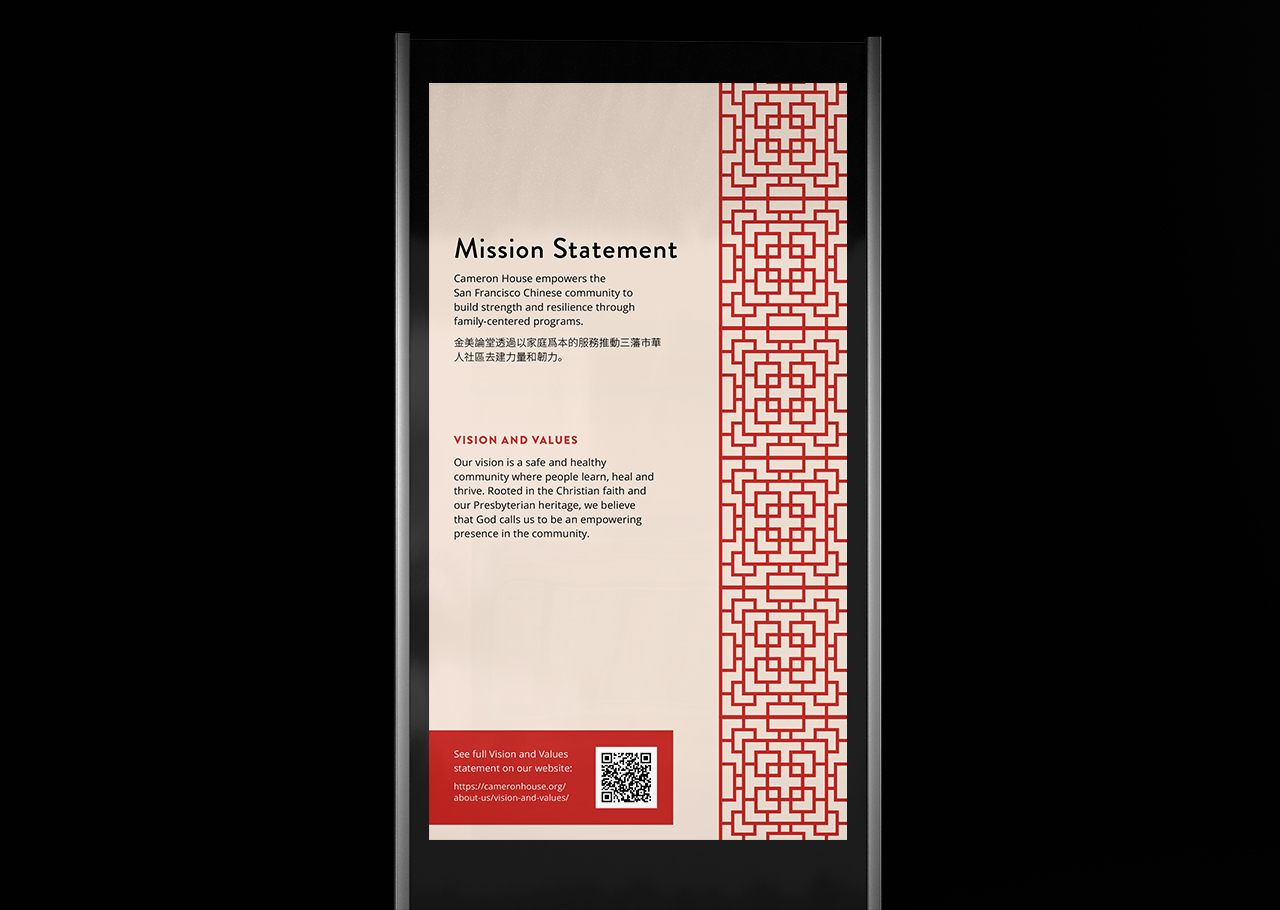 Mission Statement
Cameron House empowers the
San Francisco Chinese community to
build strength and resilience through
family-centered programs.
金美論堂透過以家庭爲本的服務推動三藩市華
人社區去建力量和韌力。
VISION AND VALUES
Our vision is a safe and healthy
community where people learn, heal and
thrive. Rooted in the Christian faith and
our Presbyterian heritage, we believe
that God calls us to be an empowering
presence in the community.
See full Vision and Values
statement on our website:
https://cameronhouse.org/
about-us/vision-and-values/